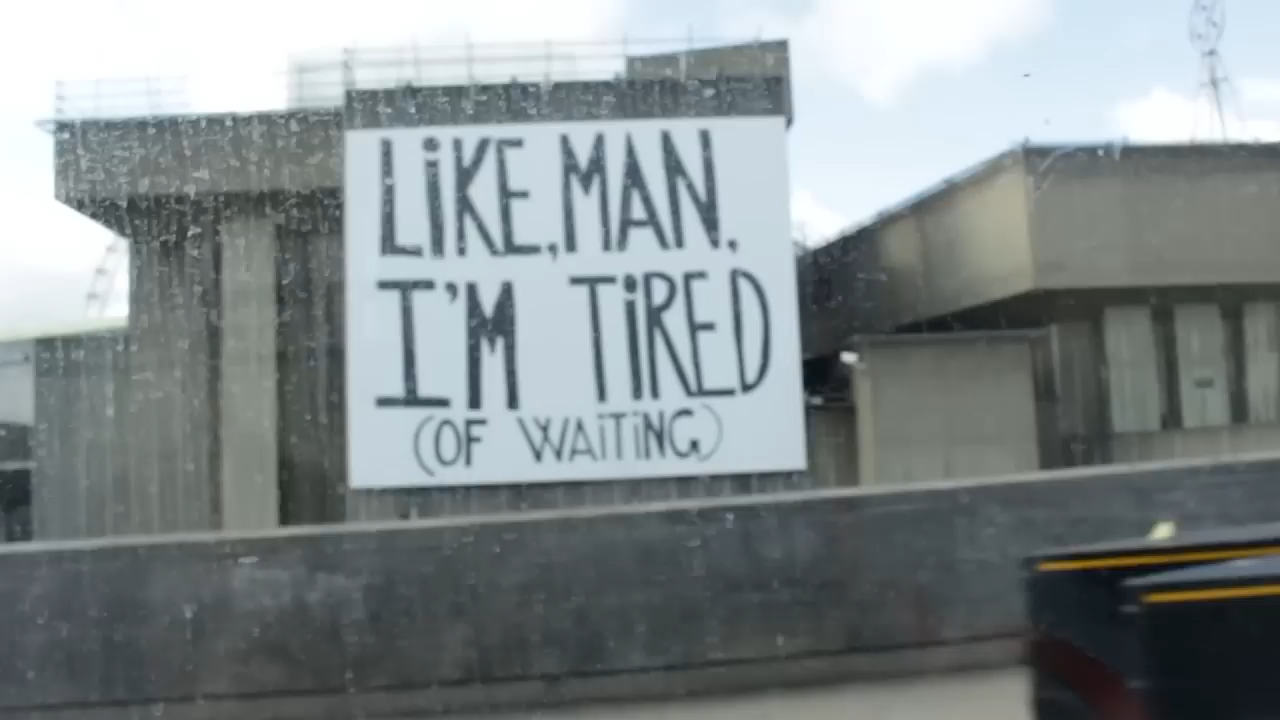 LiKE, MAN,
I'M TiRED
(OF WAiTiNG)